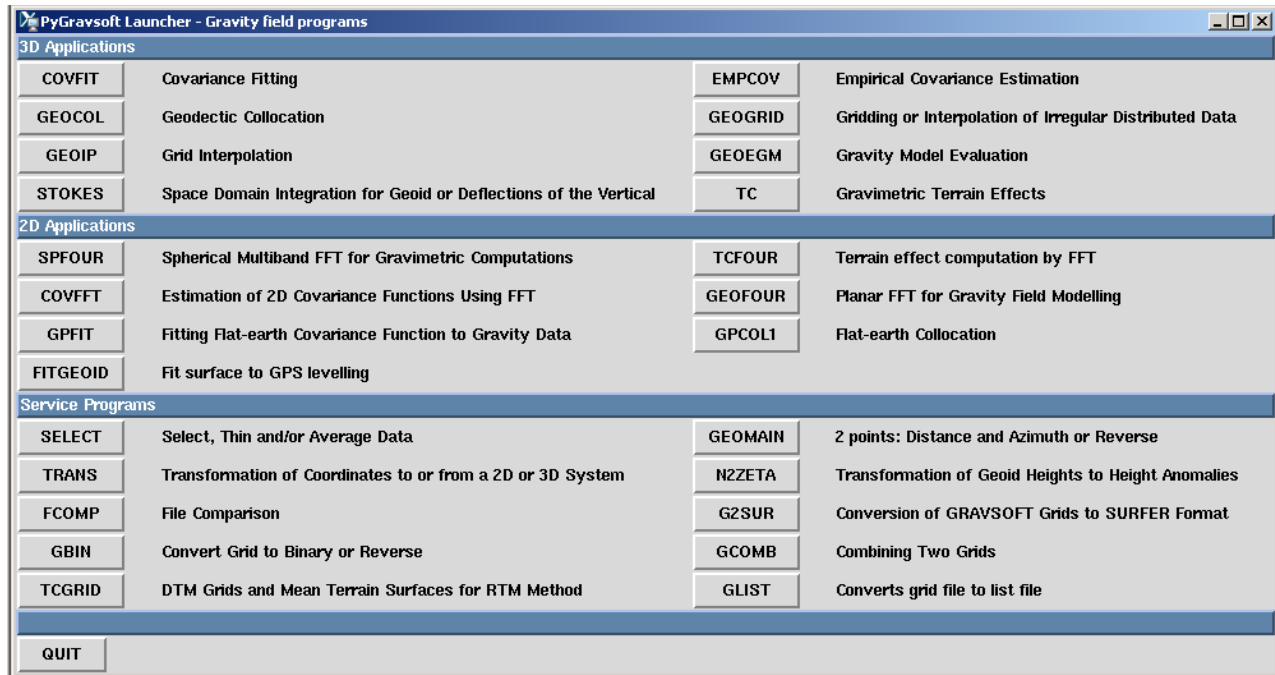 PyGravsoft Launcher - Gravity field programs
3D Applications
COVFIT Covariance Fitting EMPCOV Empirical Covariance Estimation
GEOCOL Geodectic Collocation GEOGRID Gridding or Interpolation of Irregular Distributed Data
GEOIP Grid Interpolation GEOEGM Gravity Model Evaluation
STOKES Space Domain Integration for Geoid or Deflections of the Vertical TC Gravimetric Terrain Effects
2D Applications
SPFOUR Spherical Multiband FFT for Gravimetric Computations TCFOUR Terrain effect computation by FFT
COVFFT Estimation of 2D Covariance Functions Using FFT GEOFOUR Planar FFT for Gravity Field Modelling
GPFIT Fitting Flat-earth Covariance Function to Gravity Data GPCOL1 Flat-earth Collocation
FITGEOID Fit surface to GPS levelling
Service Programs
SELECT Select, Thin and/or Average Data GEOMAIN 2 points: Distance and Azimuth or Reverse
TRANS Transformation of Coordinates to or from a 2D or 3D System N2ZETA Transformation of Geoid Heights to Height Anomalies
FCOMP File Comparison G2SUR Conversion of GRAVSOFT Grids to SURFER Format
GBIN Convert Grid to Binary or Reverse GCOMB Combining Two Grids
TCGRID DTM Grids and Mean Terrain Surfaces for RTM Method GLIST Converts grid file to list file
QUIT